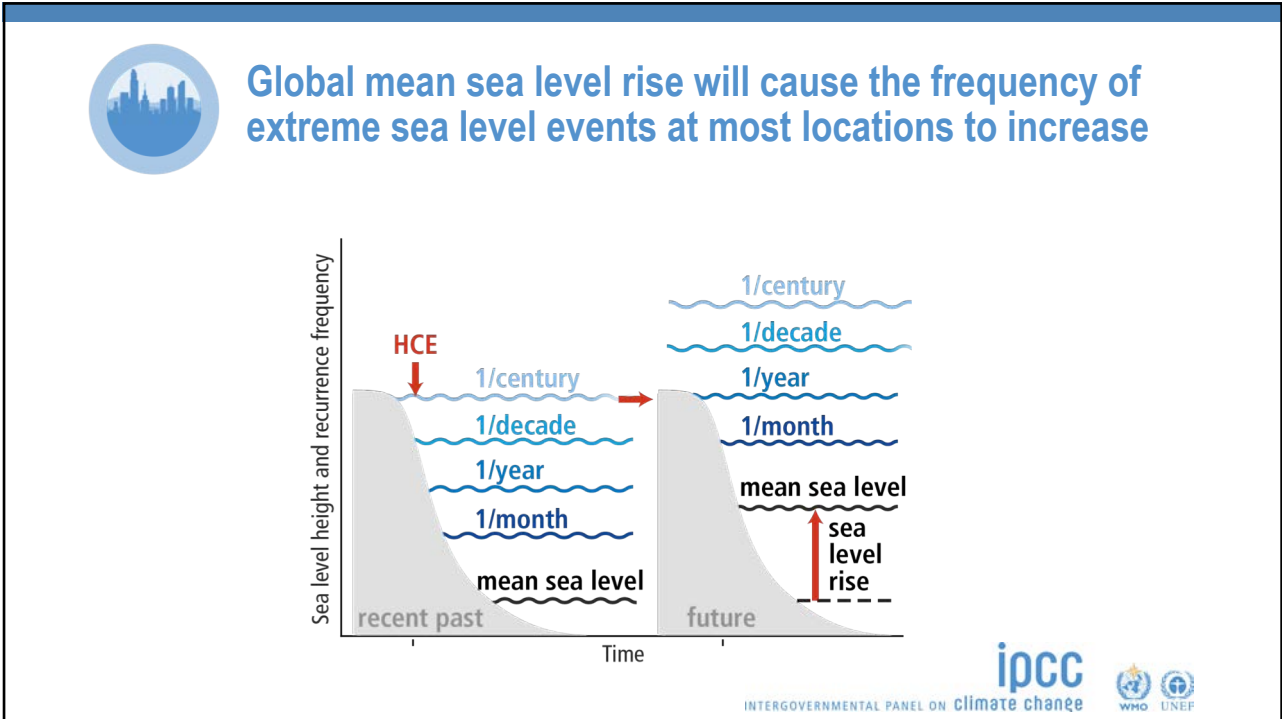 Global mean sea level rise will cause the frequency of
extreme sea level events at most locations to increase
Sea level height and recurrence frequency
HCE
1/century
1/decade
1/year
1/month
mean sea level
recent past
1/century
1/decade
1/year
1/month
mean sea level
sea
level
rise
future
Time
ipcc
INTERGOVERNMENTAL PANEL ON climate change
WMO
UNEP